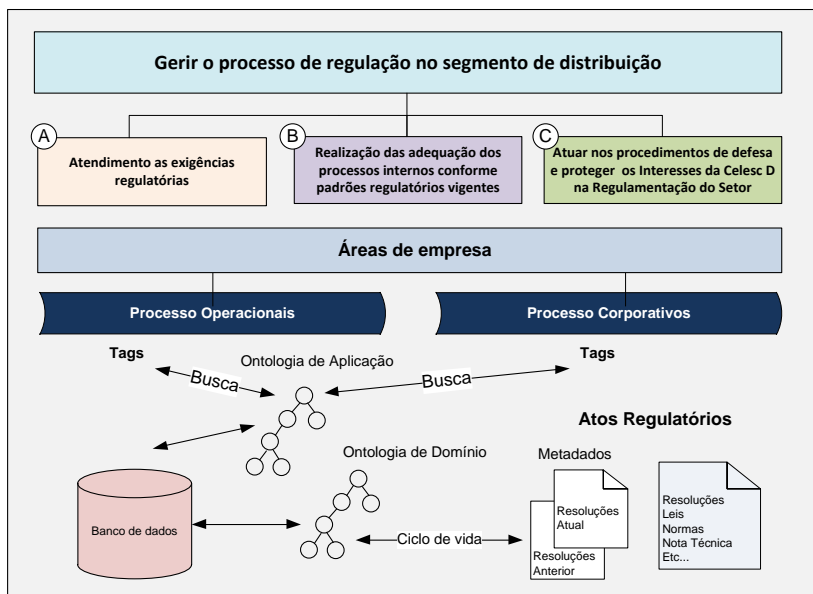 Gerir o processo de regulação no segmento de distribuição
A
Atendimento as exigências
regulatórias
B
Realização das adequação dos
processos internos conforme
padrões regulatórios vigentes
C
Atuar nos procedimentos de defesa
e proteger os Interesses da Celesc D
na Regulamentação do Setor
Áreas de empresa
Processo Operacionais
Processo Corporativos
Tags
Tags
Ontologia de Aplicação
Busca
Busca
Atos Regulatórios
Ontologia de Domínio
Metadados
Banco de dados
Ciclo de vida
Resoluções
Atual
Resoluções
Anterior
Resoluções
Leis
Normas
Nota Técnica
Etc...